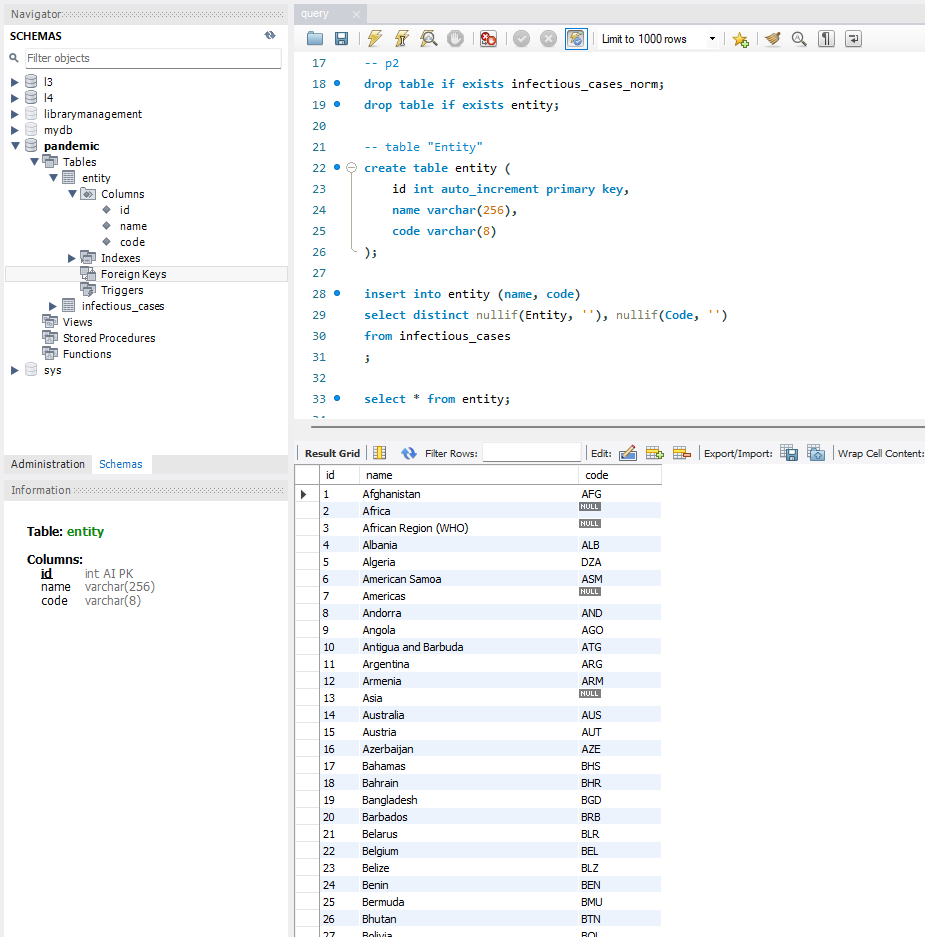 Navigator
SCHEMAS
Filter objects
l3
l4
librarymanagement
mydb
pandemic
Tables
entity
Columns
id
name
code
Indexes
Foreign Keys
Triggers
infectious_cases
Views
Stored Procedures
Functions
sys
Administration Schemas
Information
Table: entity
Columns:
id int AI PK
name varchar(256)
code varchar(8)
query
Limit to 1000 rows
17 -- p2
18 drop table if exists infectious_cases_norm;
19 drop table if exists entity;
20
21 -- table "Entity"
22 create table entity (
23 id int auto_increment primary key,
24 name varchar(256),
25 code varchar(8)
26 );
27
28 insert into entity (name, code)
29 select distinct nullif(Entity, ''), nullif(Code, '')
30 from infectious_cases
31 ;
32
33 select * from entity;
Result Grid Filter Rows: Edit: Export/Import: Wrap Cell Content:
id name code
1 Afghanistan AFG
2 Africa NULL
3 African Region (WHO) NULL
4 Albania ALB
5 Algeria DZA
6 American Samoa ASM
7 Americas NULL
8 Andorra AND
9 Angola AGO
10 Antigua and Barbuda ATG
11 Argentina ARG
12 Armenia ARM
13 Asia NULL
14 Australia AUS
15 Austria AUT
16 Azerbaijan AZE
17 Bahamas BHS
18 Bahrain BHR
19 Bangladesh BGD
20 Barbados BRB
21 Belarus BLR
22 Belgium BEL
23 Belize BLZ
24 Benin BEN
25 Bermuda BMU
26 Bhutan BTN
27 Bolivia BOL